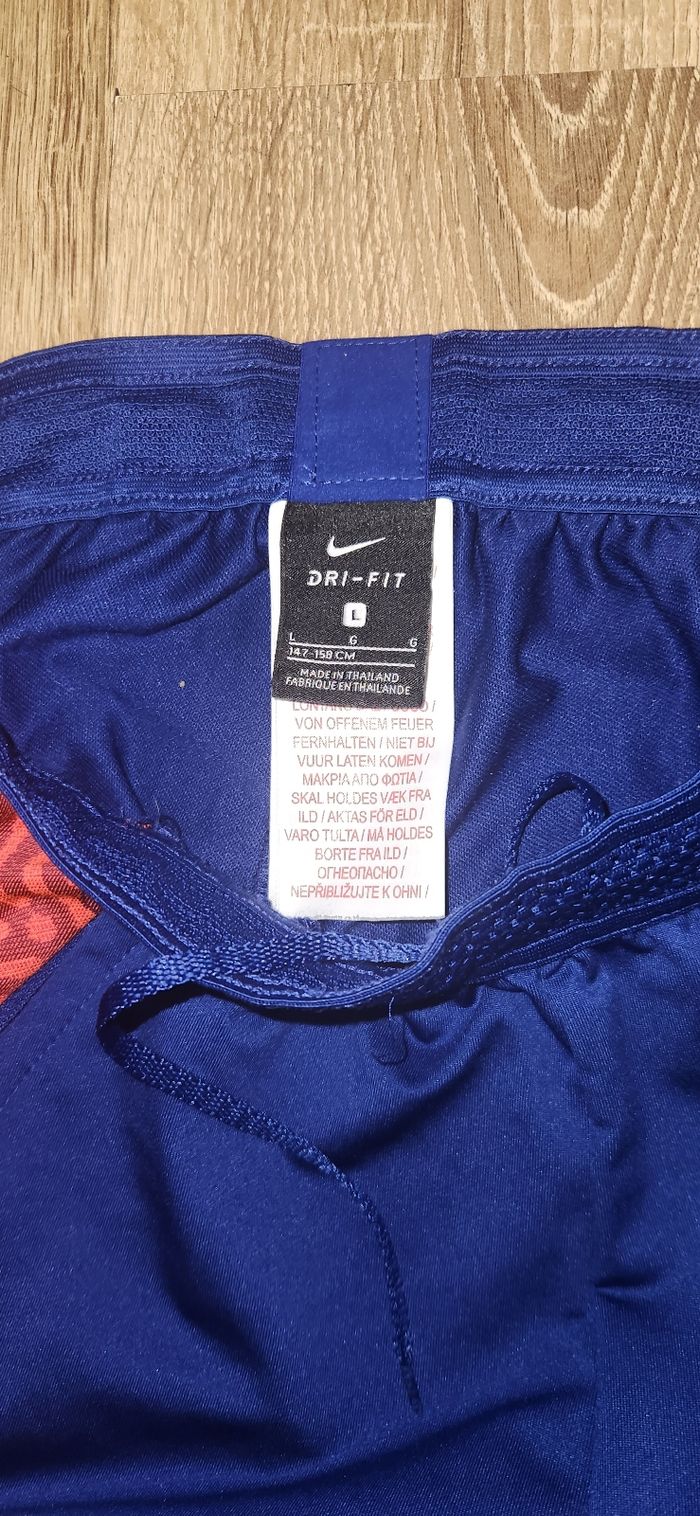 DRI-FIT
L
L G G
147-158 CM
MADE IN THAILAND
FABRIQUE EN THAILANDE
VON OFFENEM FEUER
FERNHALTEN / NIET BIJ
VUUR LATEN KOMEN /
ΜΑΚΡΙΑ ΑΠΟ ΦΩΤΙΑ /
SKAL HOLDES VÆK FRA
ILD / AKTAS FÖR ELD /
VARO TULTA / MÅ HOLDES
BORTE FRA ILD /
ОГНЕОПАСНО /
NEPŘIBLIŽUJTE K OHNI /